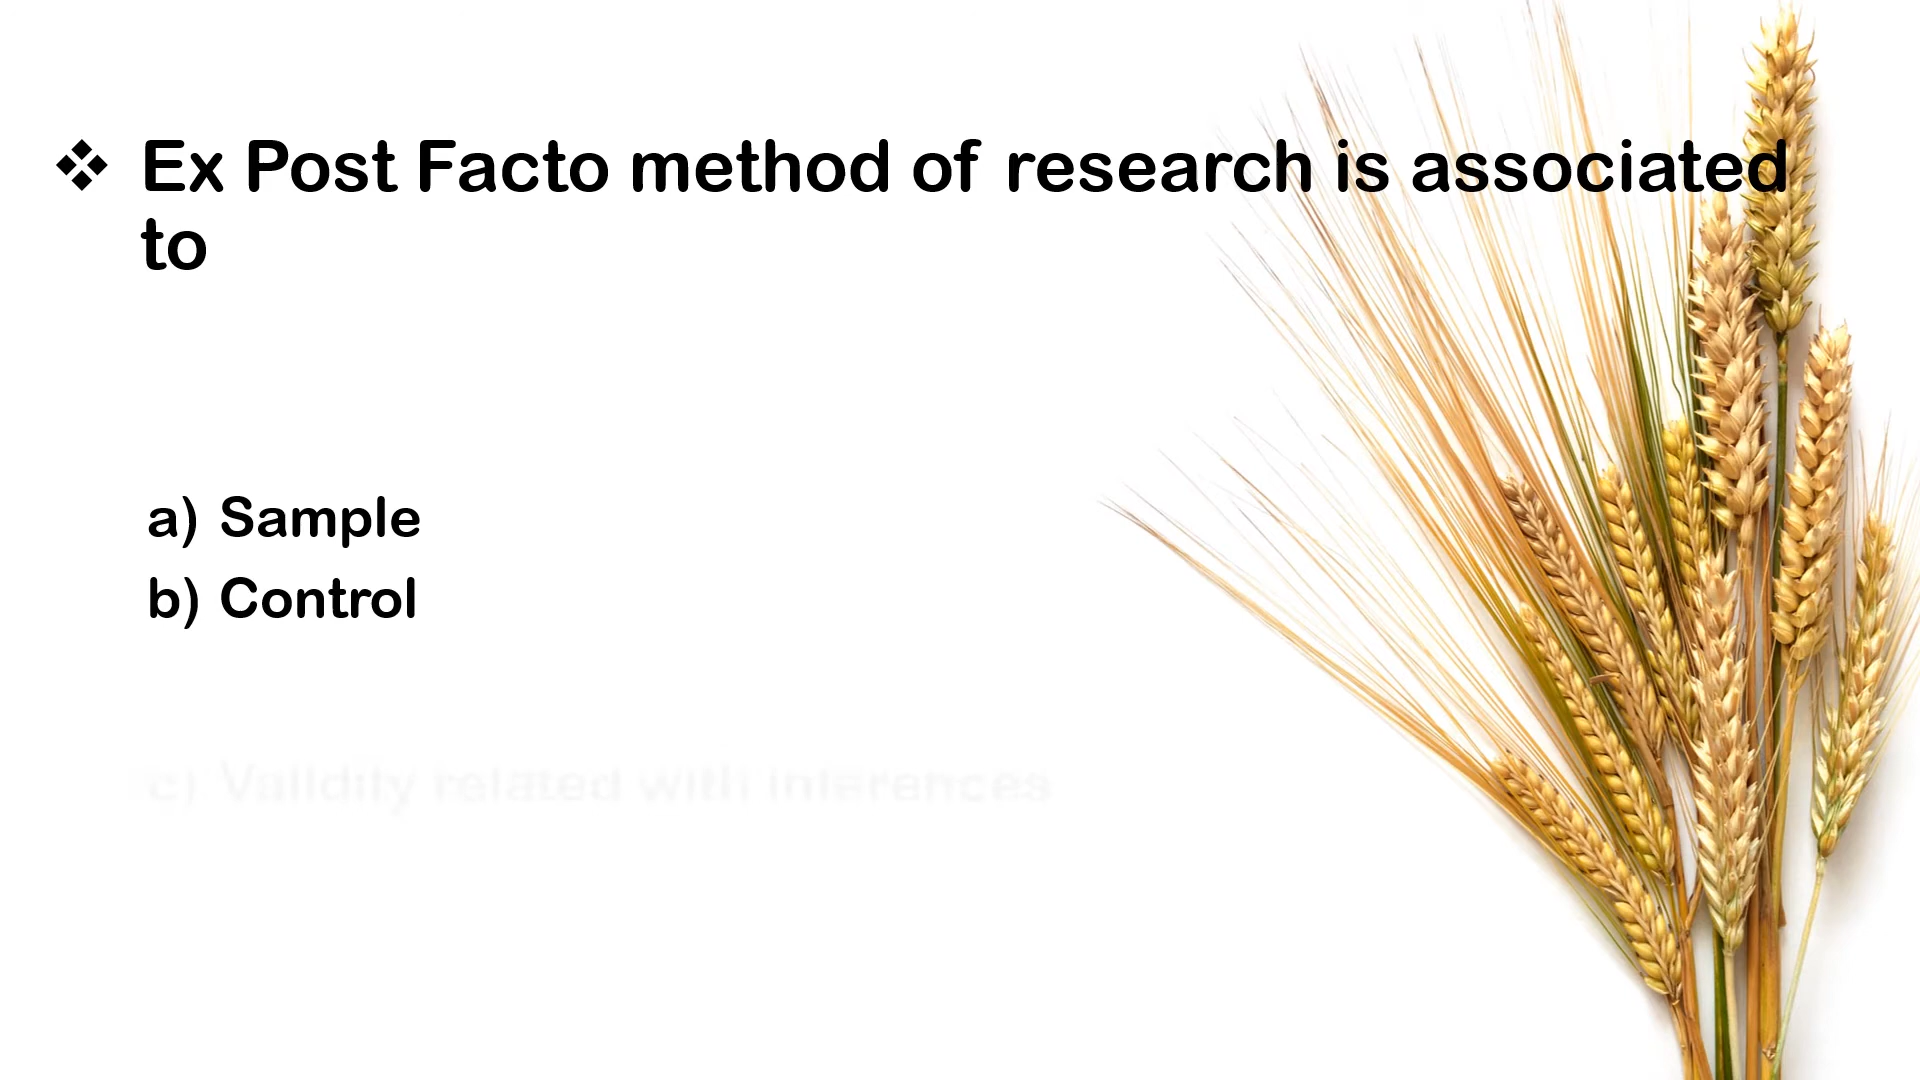 ❖ Ex Post Facto method of research is associated
to
a) Sample
b) Control
c) Validity related with inferences